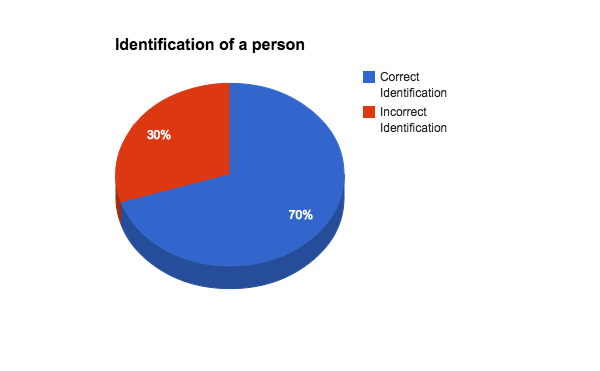 Identification of a person
Correct
Identification
Incorrect
Identification
30%
70%